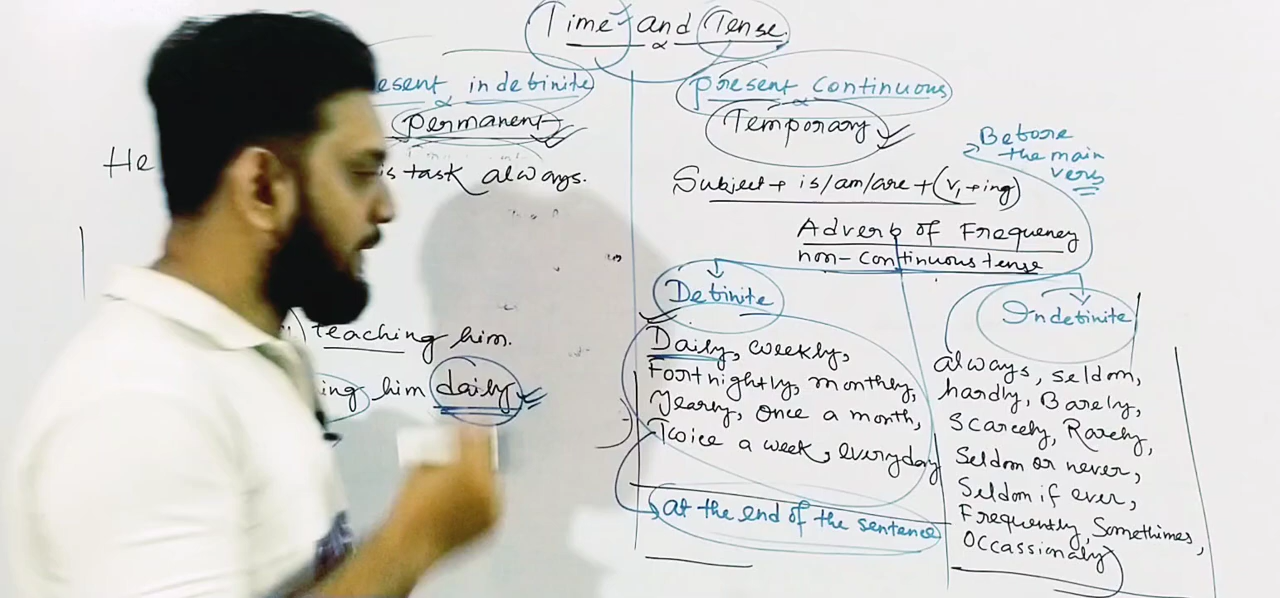 Time and Tense.
esent indefinite
Permanent
He is task always.
teaching him.
ing him daily
present continuous
Temporary
Before
the main
verb
Subject + is/am/are + (V₁+ing)
Adverb of Frequency
non-continuous tense
Definite
Daily, weekly,
Fortnightly, monthly,
Yearly, Once a month,
Twice a week, everyday
at the end of the sentence
Indefinite
always, seldom,
hardly, Barely,
Scarcely, Rarely,
Seldom or never,
Seldom if ever,
Frequently, Somethimes,
Occassionaly